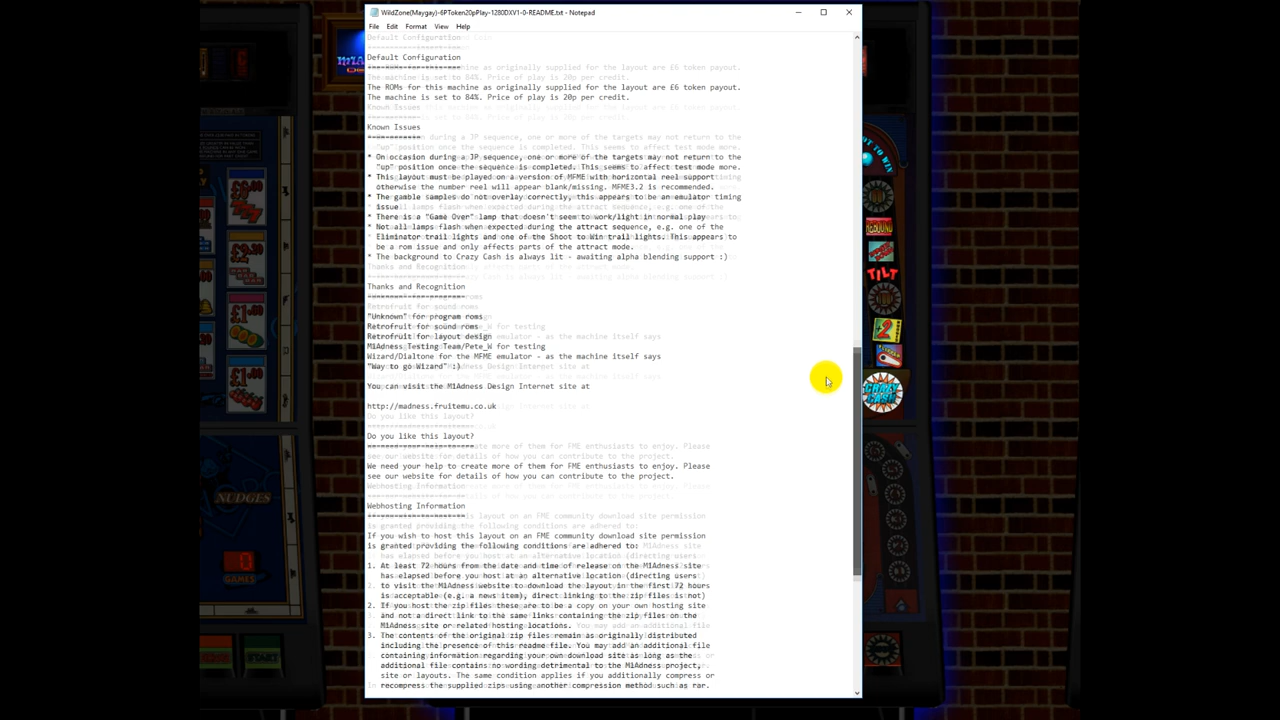 WildZone(Maygay)-6PToken20pPlay-1280DXV1-0-README.txt - Notepad
File Edit Format View Help
Default Configuration
The ROMs for this machine as originally supplied for the layout are £6 token payout.
The machine is set to 84%. Price of play is 20p per credit.
Known Issues
* On occasion during a JP sequence, one or more of the targets may not return to the
"up" position once the sequence is completed. This seems to affect test mode more.
* This layout must be played on a version of MFME with horizontal reel support
otherwise the number reel will appear blank/missing. MFME3.2 is recommended.
* The gamble samples do not overlay correctly, this appears to be an emulator timing
issue
* There is a "Game Over" lamp that doesn't seem to work/light in normal play
* Not all lamps flash when expected during the attract sequence, e.g. one of the
Eliminator trail lights and one of the Shoot to Win trail lights. This appears to
be a rom issue and only affects parts of the attract mode.
* The background to Crazy Cash is always lit - awaiting alpha blending support :)
Thanks and Recognition
"Unknown" for program roms
Retrofruit for sound roms
Retrofruit for layout design
M1Adness Testing Team/Pete_W for testing
Wizard/Dialtone for the MFME emulator - as the machine itself says
"Way to go Wizard" :)
You can visit the M1Adness Design Internet site at
http://madness.fruitemu.co.uk
Do you like this layout?
We need your help to create more of them for FME enthusiasts to enjoy. Please
see our website for details of how you can contribute to the project.
Webhosting Information
If you wish to host this layout on an FME community download site permission
is granted providing the following conditions are adhered to:
1. At least 72 hours from the date and time of release on the M1Adness site
has elapsed before you host at an alternative location (directing users
to visit the M1Adness website to download the layout in the first 72 hours
is acceptable (e.g. a news item), direct linking to the zip files is not)
2. If you host the zip files these are to be a copy on your own hosting site
and not a direct link to the same links containing the zip files on the
M1Adness site or related hosting locations.
3. The contents of the original zip files remain as originally distributed
including the presence of this readme file. You may add an additional file
containing information regarding your own download site as long as the
additional file contains no wording detrimental to the M1Adness project,
site or layouts. The same condition applies if you additionally compress or
recompress the supplied zips using another compression method such as rar.
NUDGES
GAMES
START
TILT
2
CRAZY
CASH